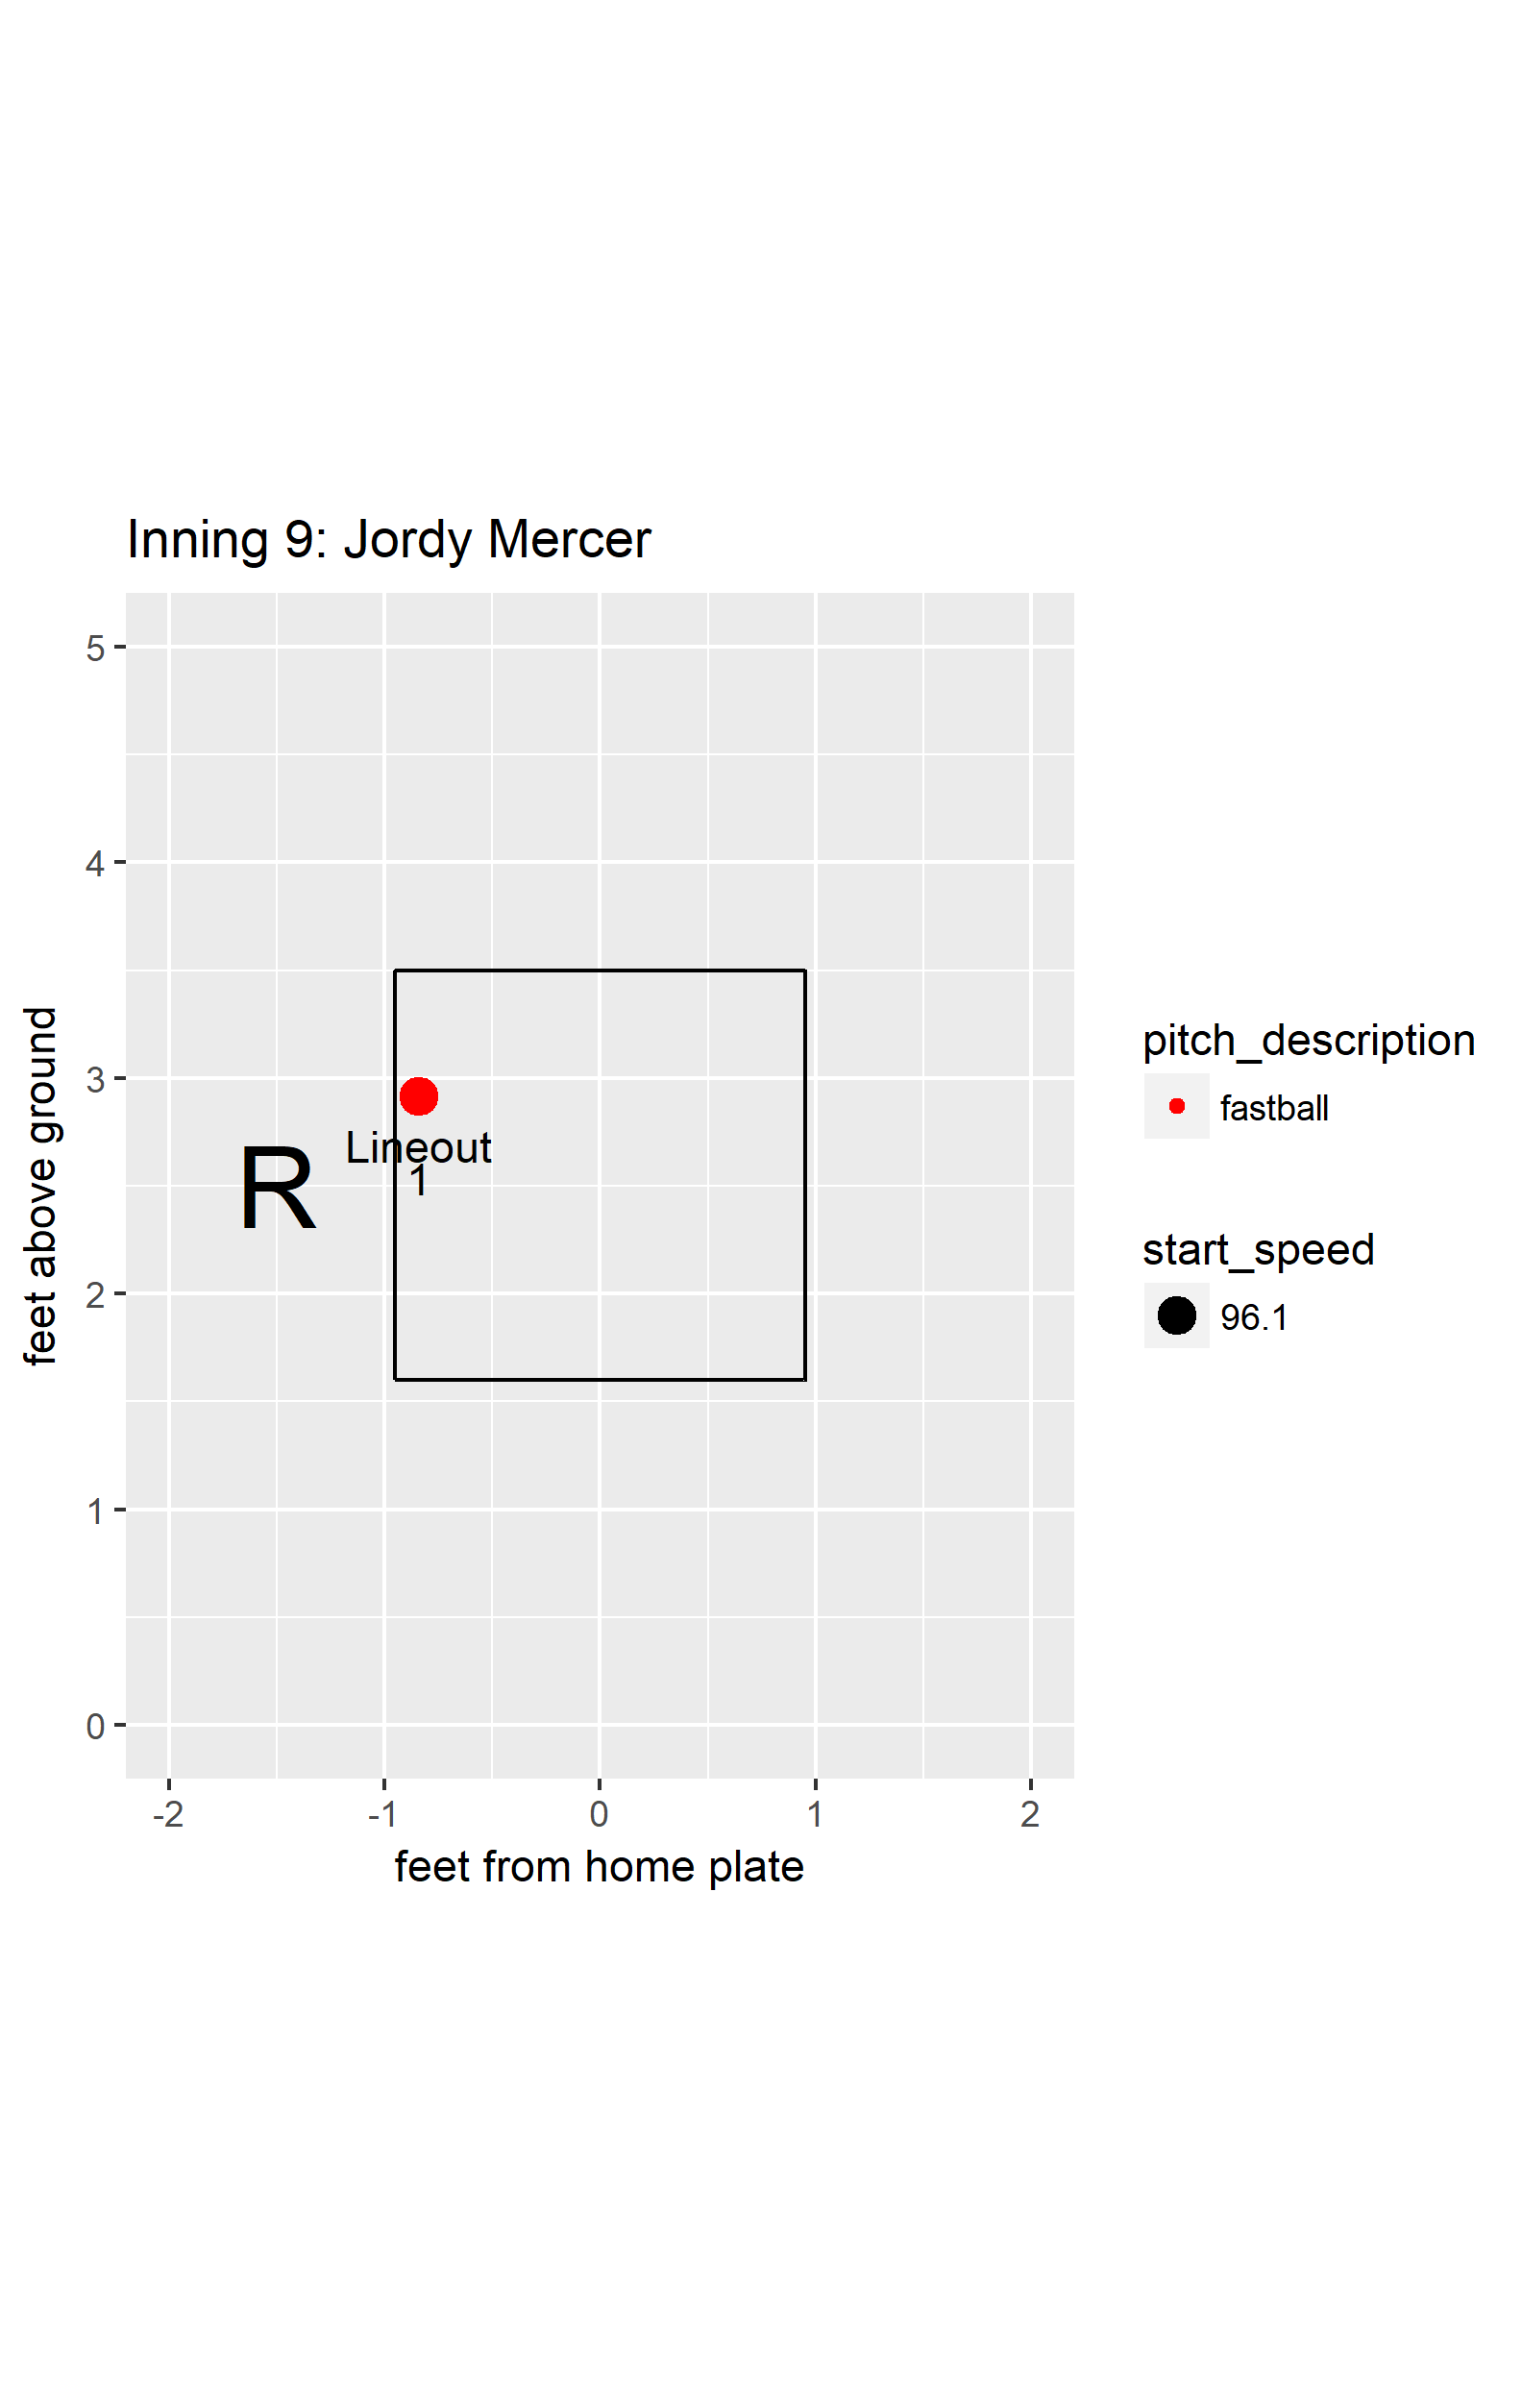 Inning 9: Jordy Mercer
5
4
3
2
1
0
feet above ground
Lineout
1
R
-2 -1 0 1 2
feet from home plate
pitch_description
fastball
start_speed
96.1